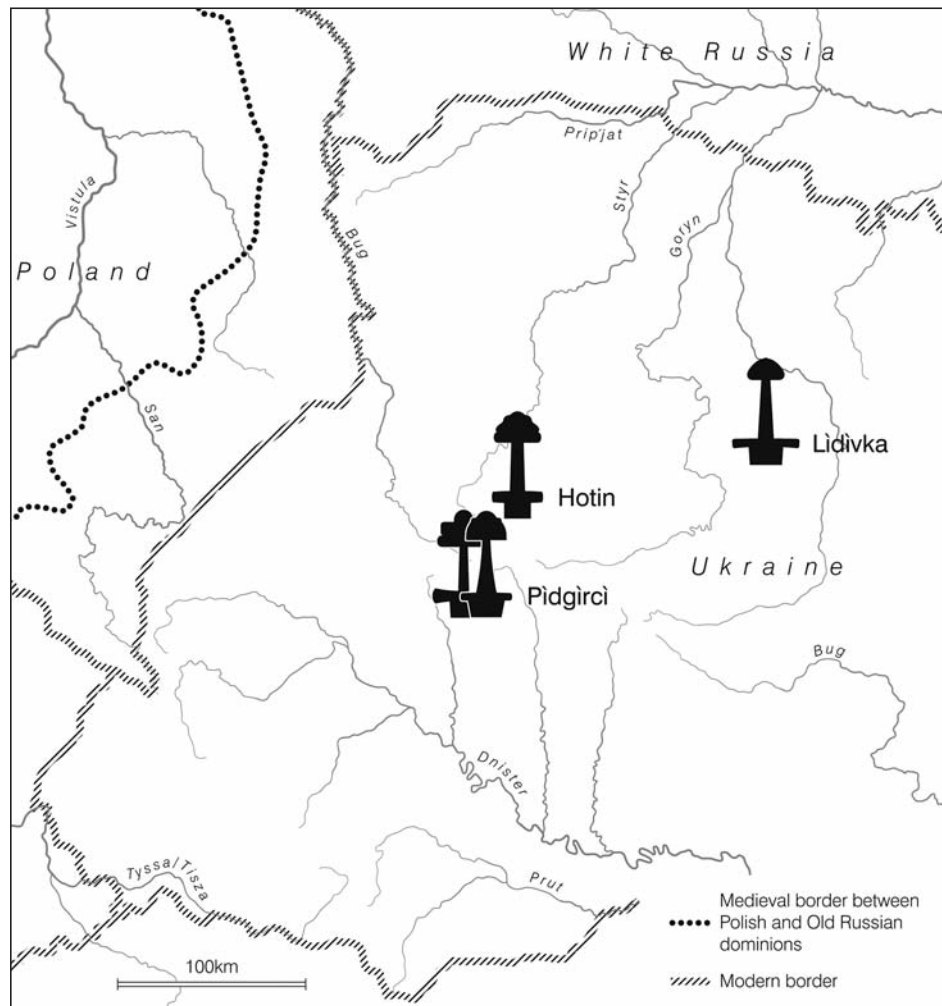 White Russia
Prip'jat
Vistula
Styr
Goryn
Bug
Poland
San
Lìdìvka
Hotin
Ukraine
Pìdgìrcì
Bug
Dnister
Tyssa/Tisza
Prut
100km
Medieval border between
Polish and Old Russian
dominions
Modern border